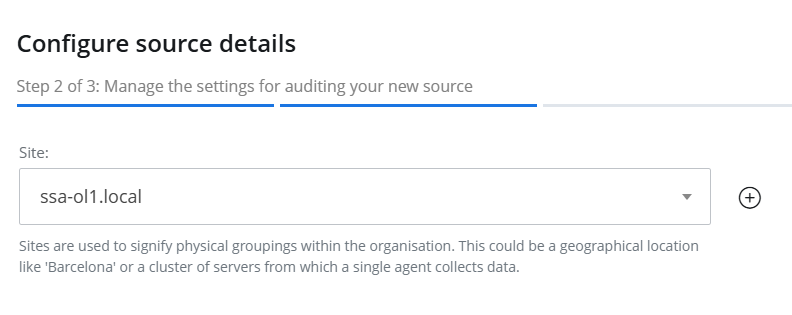 Configure source details
Step 2 of 3: Manage the settings for auditing your new source
Site:
ssa-ol1.local
Sites are used to signify physical groupings within the organisation. This could be a geographical location
like 'Barcelona' or a cluster of servers from which a single agent collects data.